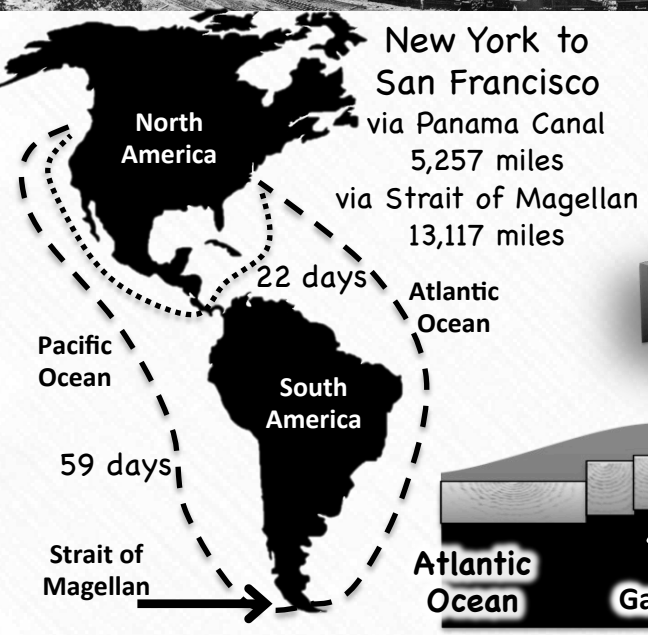 New York to
San Francisco
via Panama Canal
5,257 miles
via Strait of Magellan
13,117 miles
North
America
22 days
Atlantic
Ocean
Pacific
Ocean
South
America
59 days
Strait of
Magellan
Atlantic
Ocean